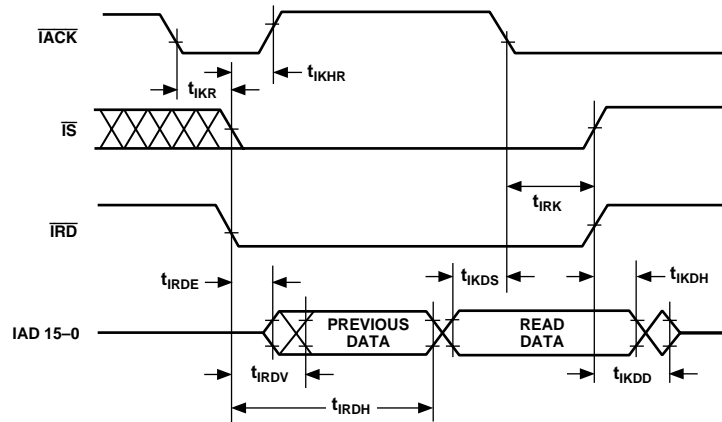 IACK
tIKHR
tIKR
IS
tIRK
IRD
tIRDE
tIKDS
tIKDH
IAD 15–0
PREVIOUS
DATA
READ
DATA
tIRDV
tIKDD
tIRDH